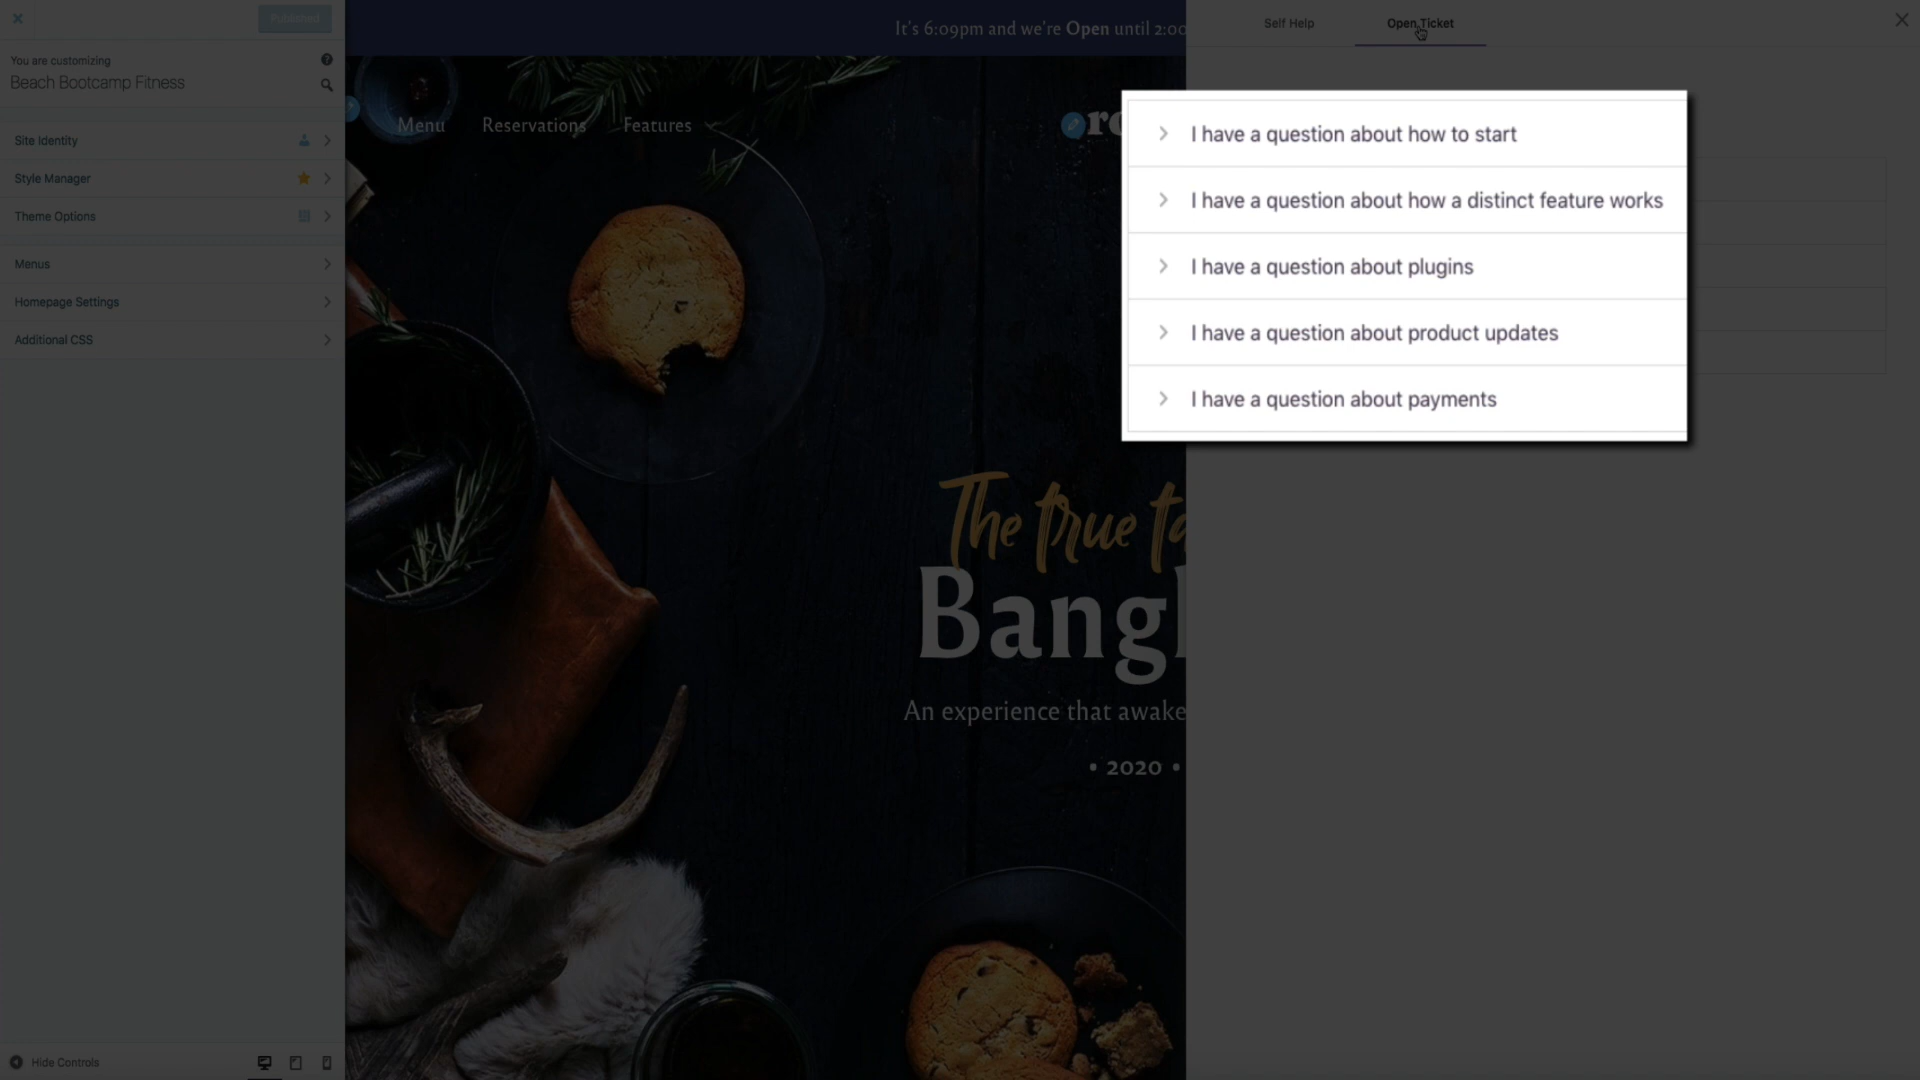 Published
It's 6:09pm and we're Open until 2:00
Self Help
Open Ticket
You are customizing
Beach Bootcamp Fitness
Menu
Reservations
Features
Site Identity
Style Manager
Theme Options
Menus
Homepage Settings
Additional CSS
I have a question about how to start
I have a question about how a distinct feature works
I have a question about plugins
I have a question about product updates
I have a question about payments
The true
Bang
An experience that awake
• 2020 •
Hide Controls